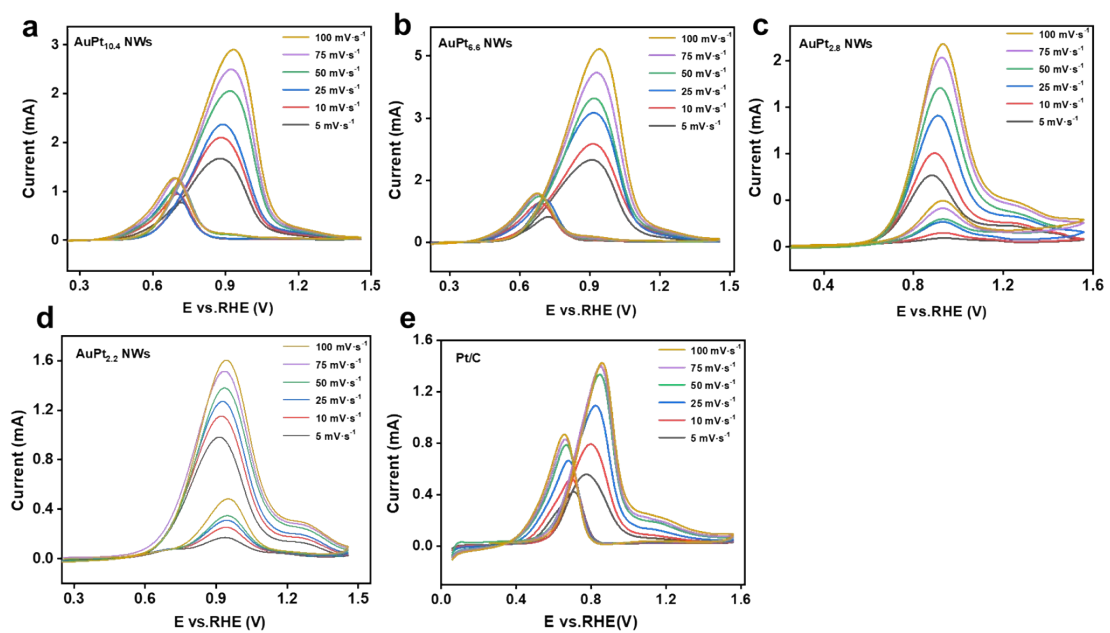 a
AuPt10.4 NWs
100 mV·s-1
75 mV·s-1
50 mV·s-1
25 mV·s-1
10 mV·s-1
5 mV·s-1
Current (mA)
3
2
2
1
1
0
0.3 0.6 0.9 1.2 1.5
E vs.RHE (V)
b
AuPt6.6 NWs
100 mV·s-1
75 mV·s-1
50 mV·s-1
25 mV·s-1
10 mV·s-1
5 mV·s-1
Current (mA)
5
3
2
0
0.3 0.6 0.9 1.2 1.5
E vs.RHE (V)
c
AuPt2.8 NWs
100 mV·s-1
75 mV·s-1
50 mV·s-1
25 mV·s-1
10 mV·s-1
5 mV·s-1
Current (mA)
2
1
1
0
0
0.4 0.8 1.2 1.6
E vs.RHE (V)
d
AuPt2.2 NWs
100 mV·s-1
75 mV·s-1
50 mV·s-1
25 mV·s-1
10 mV·s-1
5 mV·s-1
Current (mA)
1.6
1.2
0.8
0.4
0.0
0.3 0.6 0.9 1.2 1.5
E vs.RHE (V)
e
Pt/C
100 mV·s-1
75 mV·s-1
50 mV·s-1
25 mV·s-1
10 mV·s-1
5 mV·s-1
Current (mA)
1.6
1.2
0.8
0.4
0.0
0.0 0.4 0.8 1.2 1.6
E vs.RHE(V)